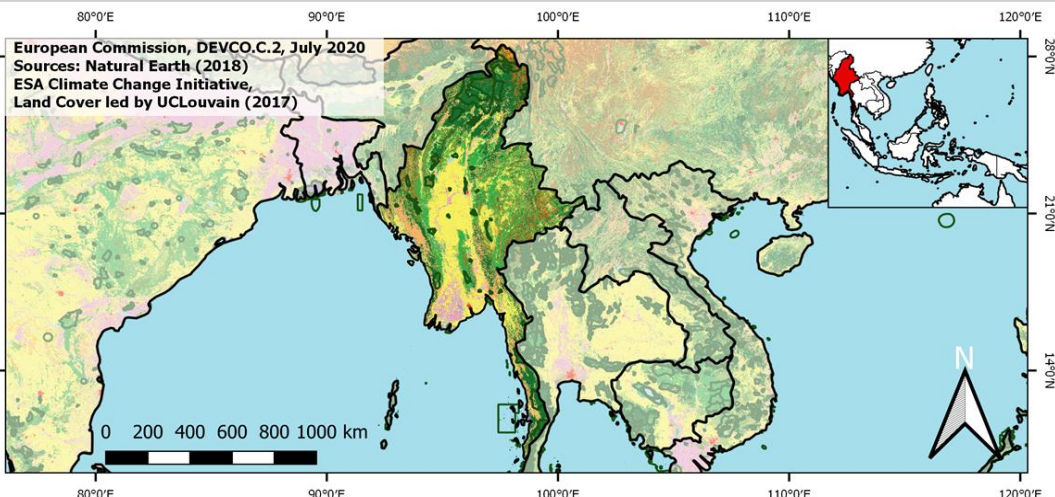 80°0'E 90°0'E 100°0'E 110°0'E 120°0'E
European Commission, DEVCO.C.2, July 2020
Sources: Natural Earth (2018)
ESA Climate Change Initiative,
Land Cover led by UCLouvain (2017)
28°0'N
21°0'N
14°0'N
N
0 200 400 600 800 1000 km
80°0'E 90°0'E 100°0'E 110°0'E 120°0'E